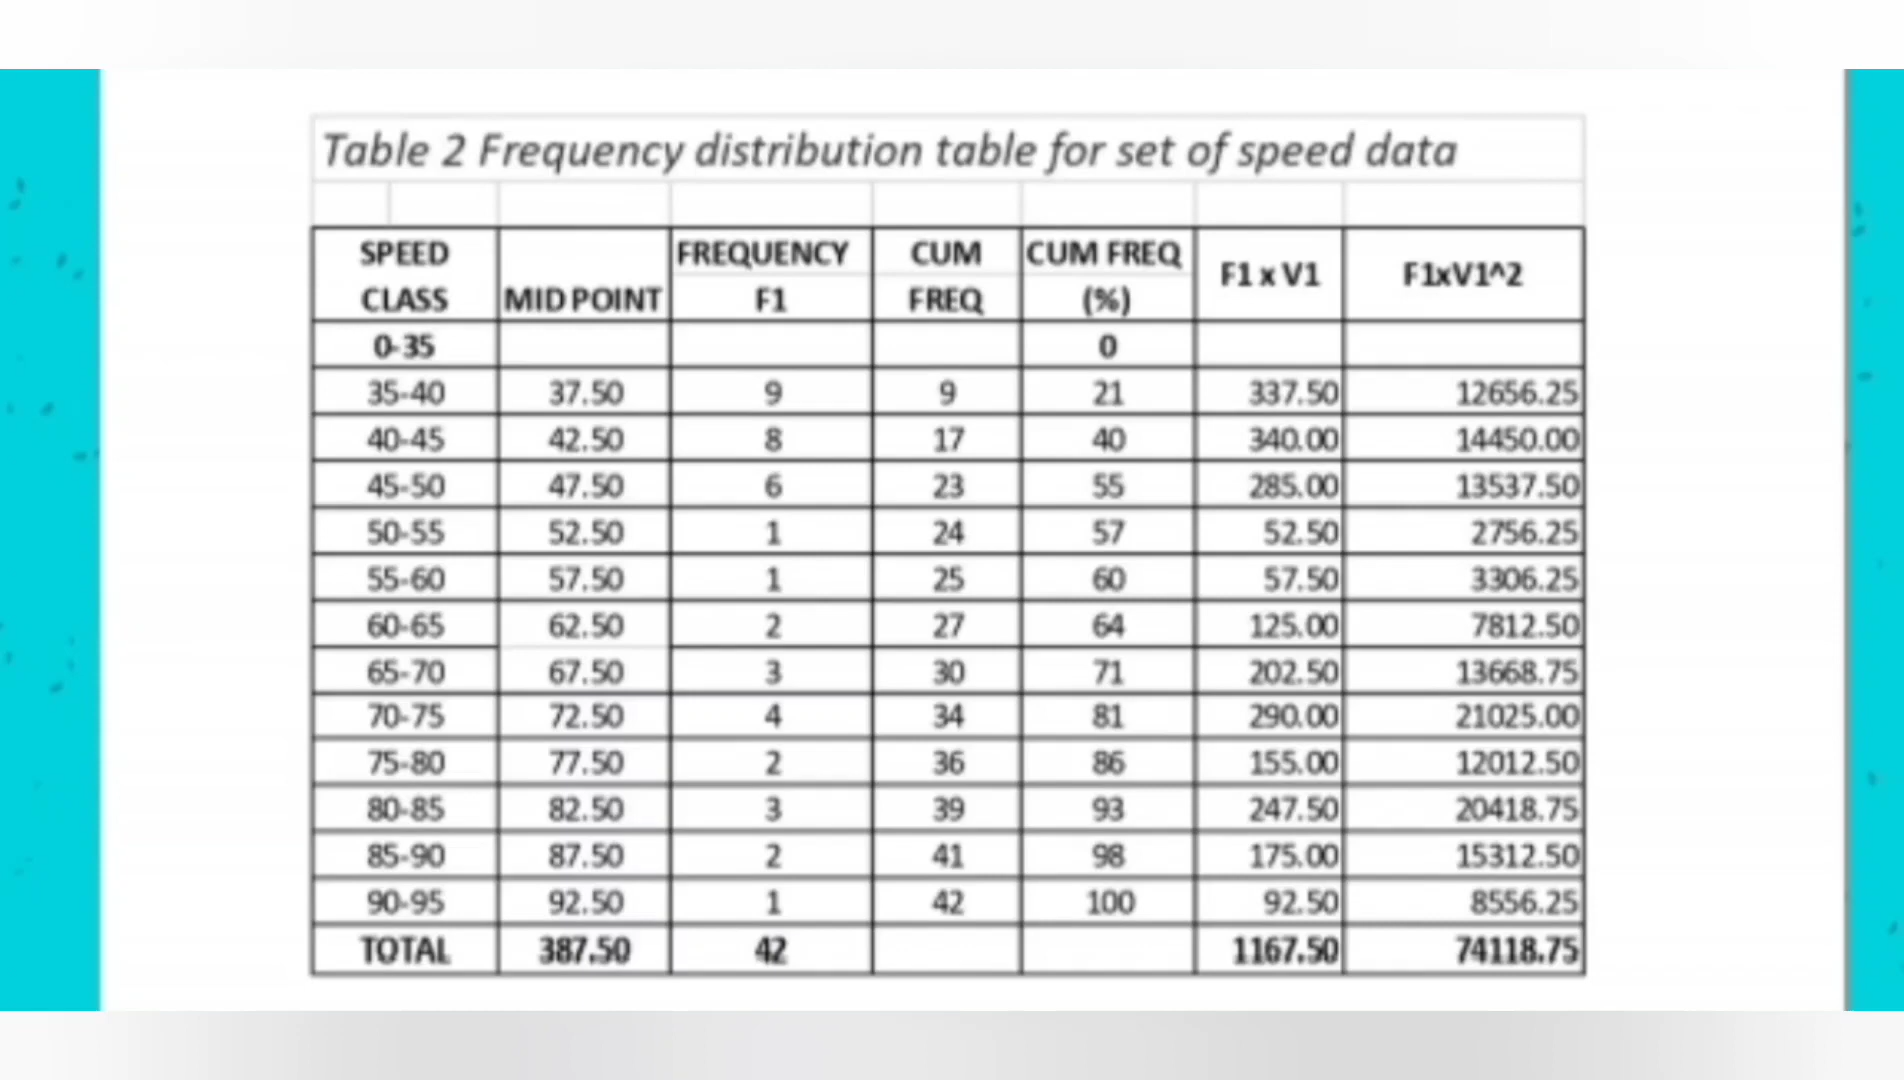 Table 2 Frequency distribution table for set of speed data
SPEED CLASS MID POINT FREQUENCY F1 CUM FREQ CUM FREQ (%) F1 x V1 F1xV1^2
0-35 0
35-40 37.50 9 9 21 337.50 12656.25
40-45 42.50 8 17 40 340.00 14450.00
45-50 47.50 6 23 55 285.00 13537.50
50-55 52.50 1 24 57 52.50 2756.25
55-60 57.50 1 25 60 57.50 3306.25
60-65 62.50 2 27 64 125.00 7812.50
65-70 67.50 3 30 71 202.50 13668.75
70-75 72.50 4 34 81 290.00 21025.00
75-80 77.50 2 36 86 155.00 12012.50
80-85 82.50 3 39 93 247.50 20418.75
85-90 87.50 2 41 98 175.00 15312.50
90-95 92.50 1 42 100 92.50 8556.25
TOTAL 387.50 42 1167.50 74118.75